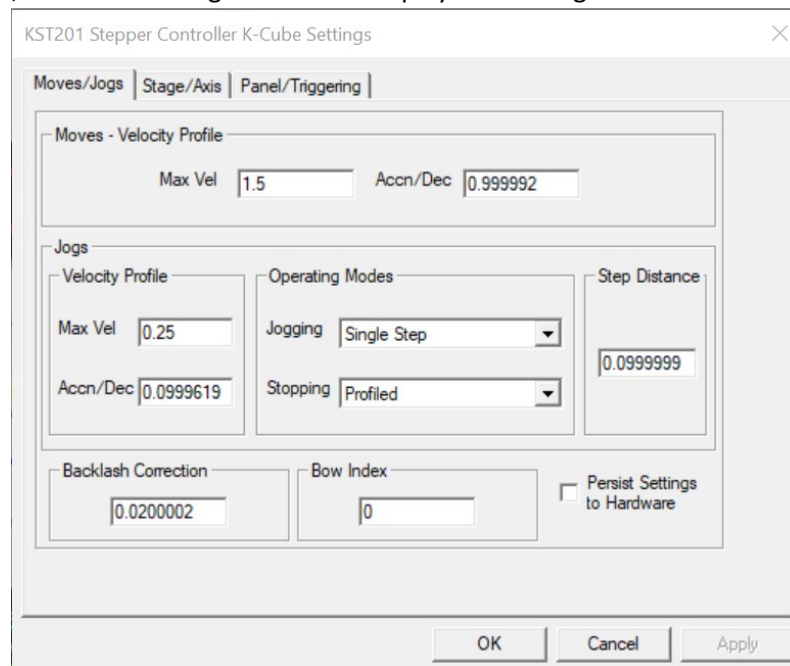 KST201 Stepper Controller K-Cube Settings
Moves/Jogs Stage/Axis Panel/Triggering
Moves - Velocity Profile
Max Vel 1.5 Accn/Dec 0.999992
Jogs
Velocity Profile Operating Modes Step Distance
Max Vel 0.25 Jogging Single Step
0.0999999
Accn/Dec 0.0999619 Stopping Profiled
Backlash Correction Bow Index
Persist Settings
to Hardware
0.0200002 0
OK Cancel Apply